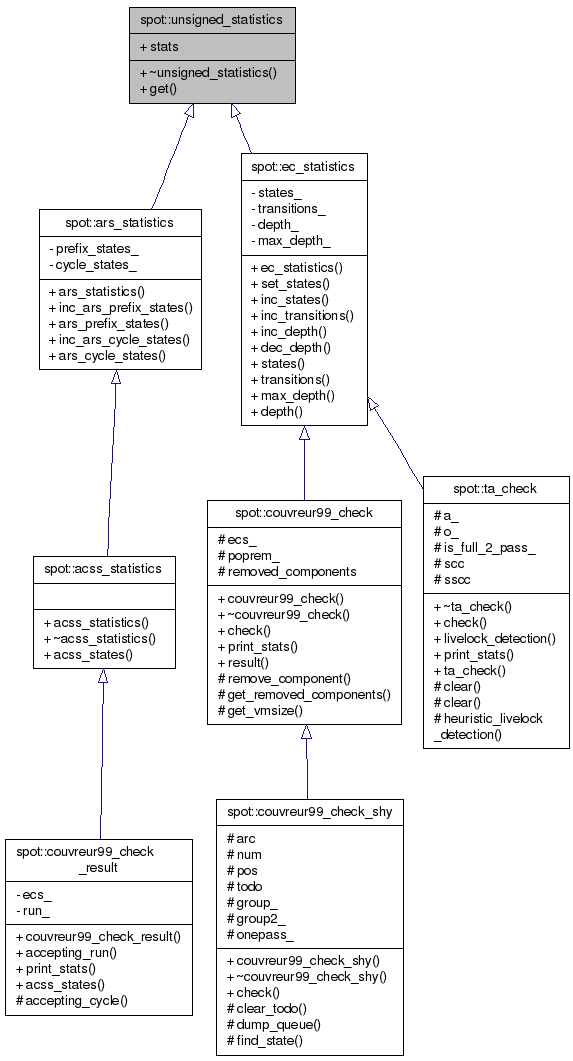 spot::unsigned_statistics
+ stats
+ ~unsigned_statistics()
+ get()
spot::ec_statistics
- states_
- transitions_
- depth_
- max_depth_
+ ec_statistics()
+ set_states()
+ inc_states()
+ inc_transitions()
+ inc_depth()
+ dec_depth()
+ states()
+ transitions()
+ max_depth()
+ depth()
spot::ars_statistics
- prefix_states_
- cycle_states_
+ ars_statistics()
+ inc_ars_prefix_states()
+ ars_prefix_states()
+ inc_ars_cycle_states()
+ ars_cycle_states()
spot::ta_check
# a_
# o_
# is_full_2_pass_
# scc
# sscc
+ ~ta_check()
+ check()
+ livelock_detection()
+ print_stats()
+ ta_check()
# clear()
# clear()
# heuristic_livelock
_detection()
spot::couvreur99_check
# ecs_
# poprem_
# removed_components
+ couvreur99_check()
+ ~couvreur99_check()
+ check()
+ print_stats()
+ result()
# remove_component()
# get_removed_components()
# get_vmsize()
spot::acss_statistics
+ acss_statistics()
+ ~acss_statistics()
+ acss_states()
spot::couvreur99_check_shy
# arc
# num
# pos
# todo
# group_
# group2_
# onepass_
+ couvreur99_check_shy()
+ ~couvreur99_check_shy()
+ check()
# clear_todo()
# dump_queue()
# find_state()
spot::couvreur99_check
_result
- ecs_
- run_
+ couvreur99_check_result()
+ accepting_run()
+ print_stats()
+ acss_states()
# accepting_cycle()